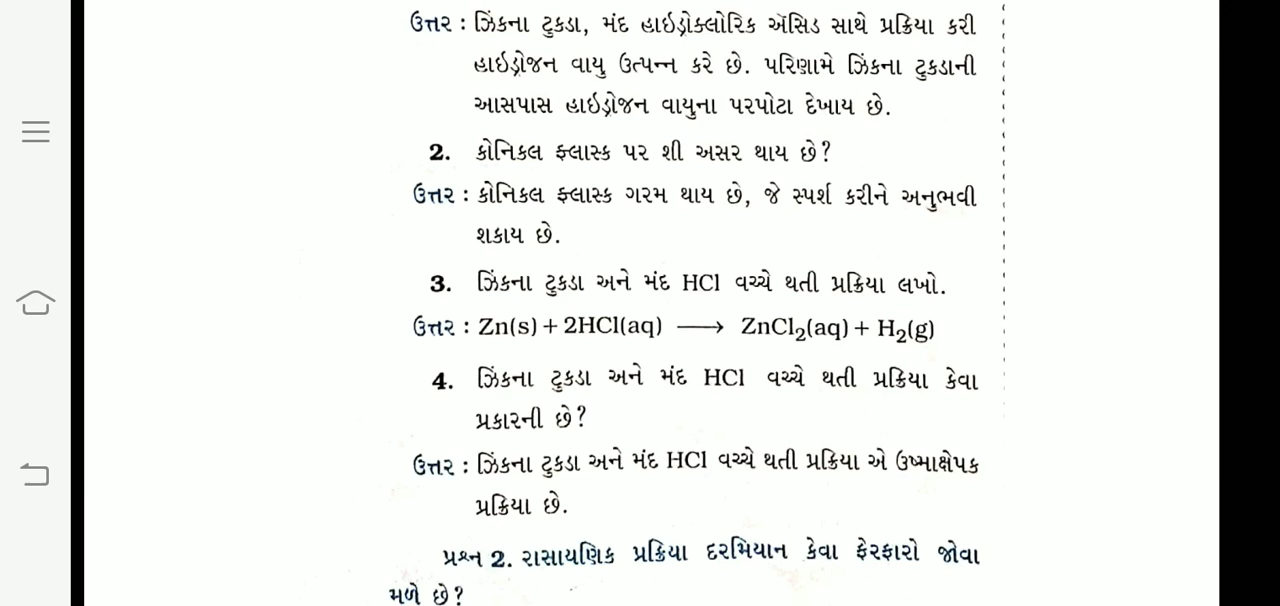 ઉત્તર : ઝિંકના ટુકડા, મંદ હાઇડ્રોક્લોરિક ઍસિડ સાથે પ્રક્રિયા કરી
હાઇડ્રોજન વાયુ ઉત્પન્ન કરે છે. પરિણામે ઝિંકના ટુકડાની
આસપાસ હાઇડ્રોજન વાયુના પરપોટા દેખાય છે.
2. કોનિકલ ફ્લાસ્ક પર શી અસર થાય છે?
ઉત્તર : કોનિકલ ફ્લાસ્ક ગરમ થાય છે, જે સ્પર્શ કરીને અનુભવી
શકાય છે.
3. ઝિંકના ટુકડા અને મંદ HCl વચ્ચે થતી પ્રક્રિયા લખો.
ઉત્તર : Zn(s) + 2HCl(aq) ⟶ ZnCl₂(aq) + H₂(g)
4. ઝિંકના ટુકડા અને મંદ HCl વચ્ચે થતી પ્રક્રિયા કેવા
પ્રકારની છે?
ઉત્તર : ઝિંકના ટુકડા અને મંદ HCl વચ્ચે થતી પ્રક્રિયા એ ઉષ્માક્ષેપક
પ્રક્રિયા છે.
પ્રશ્ન 2. રાસાયણિક પ્રક્રિયા દરમિયાન કેવા ફેરફારો જોવા
મળે છે?